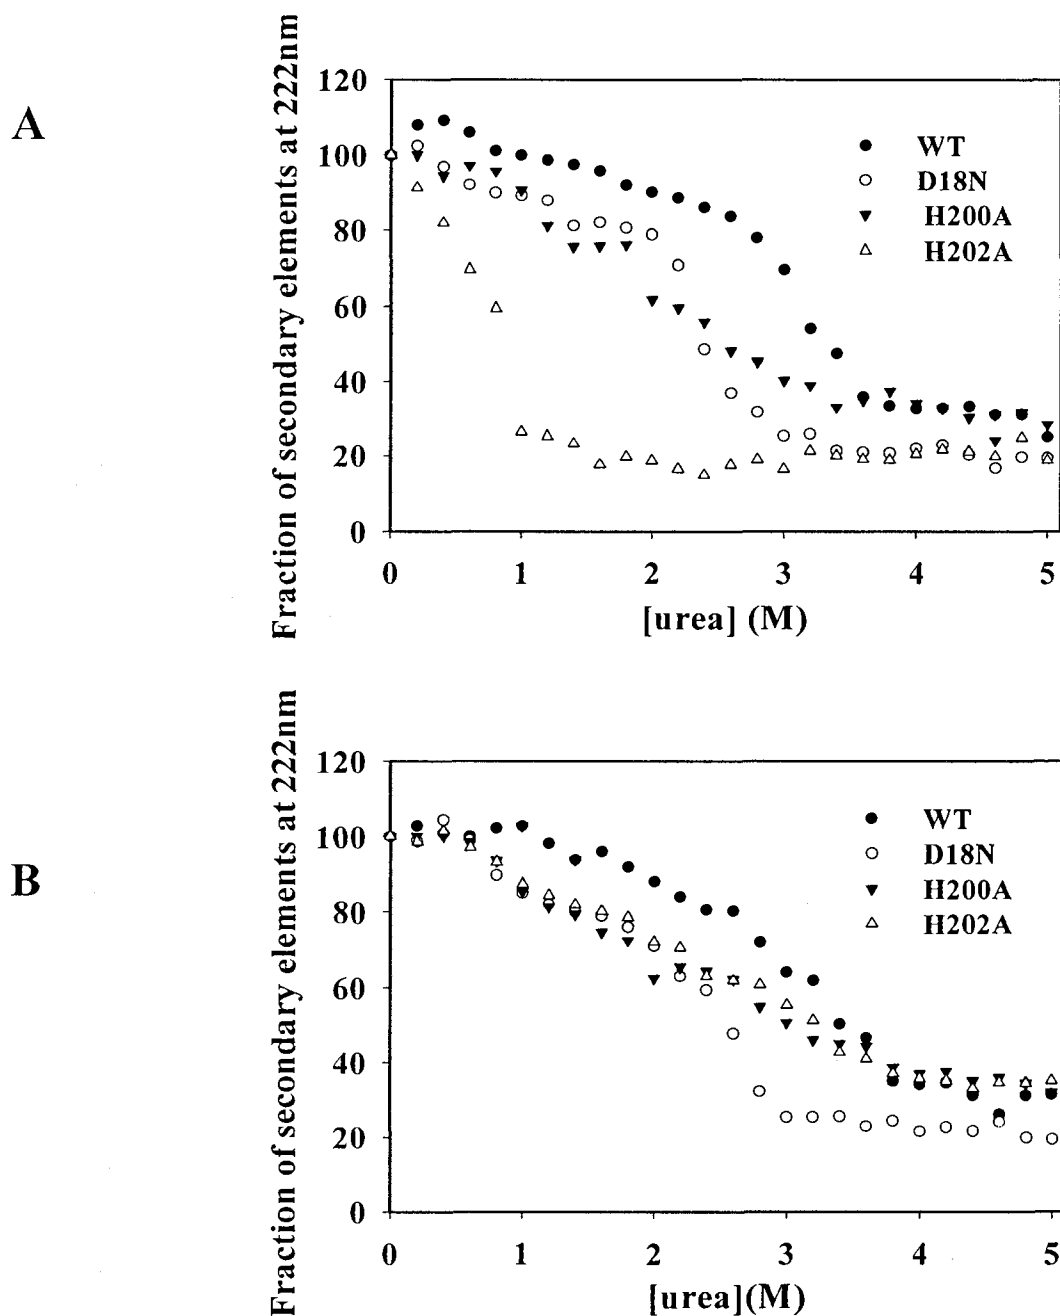 A
Fraction of secondary elements at 222nm
120
100
80
60
40
20
0
WT
D18N
H200A
H202A
0 1 2 3 4 5
[urea] (M)
B
Fraction of secondary elements at 222nm
120
100
80
60
40
20
0
WT
D18N
H200A
H202A
0 1 2 3 4 5
[urea](M)